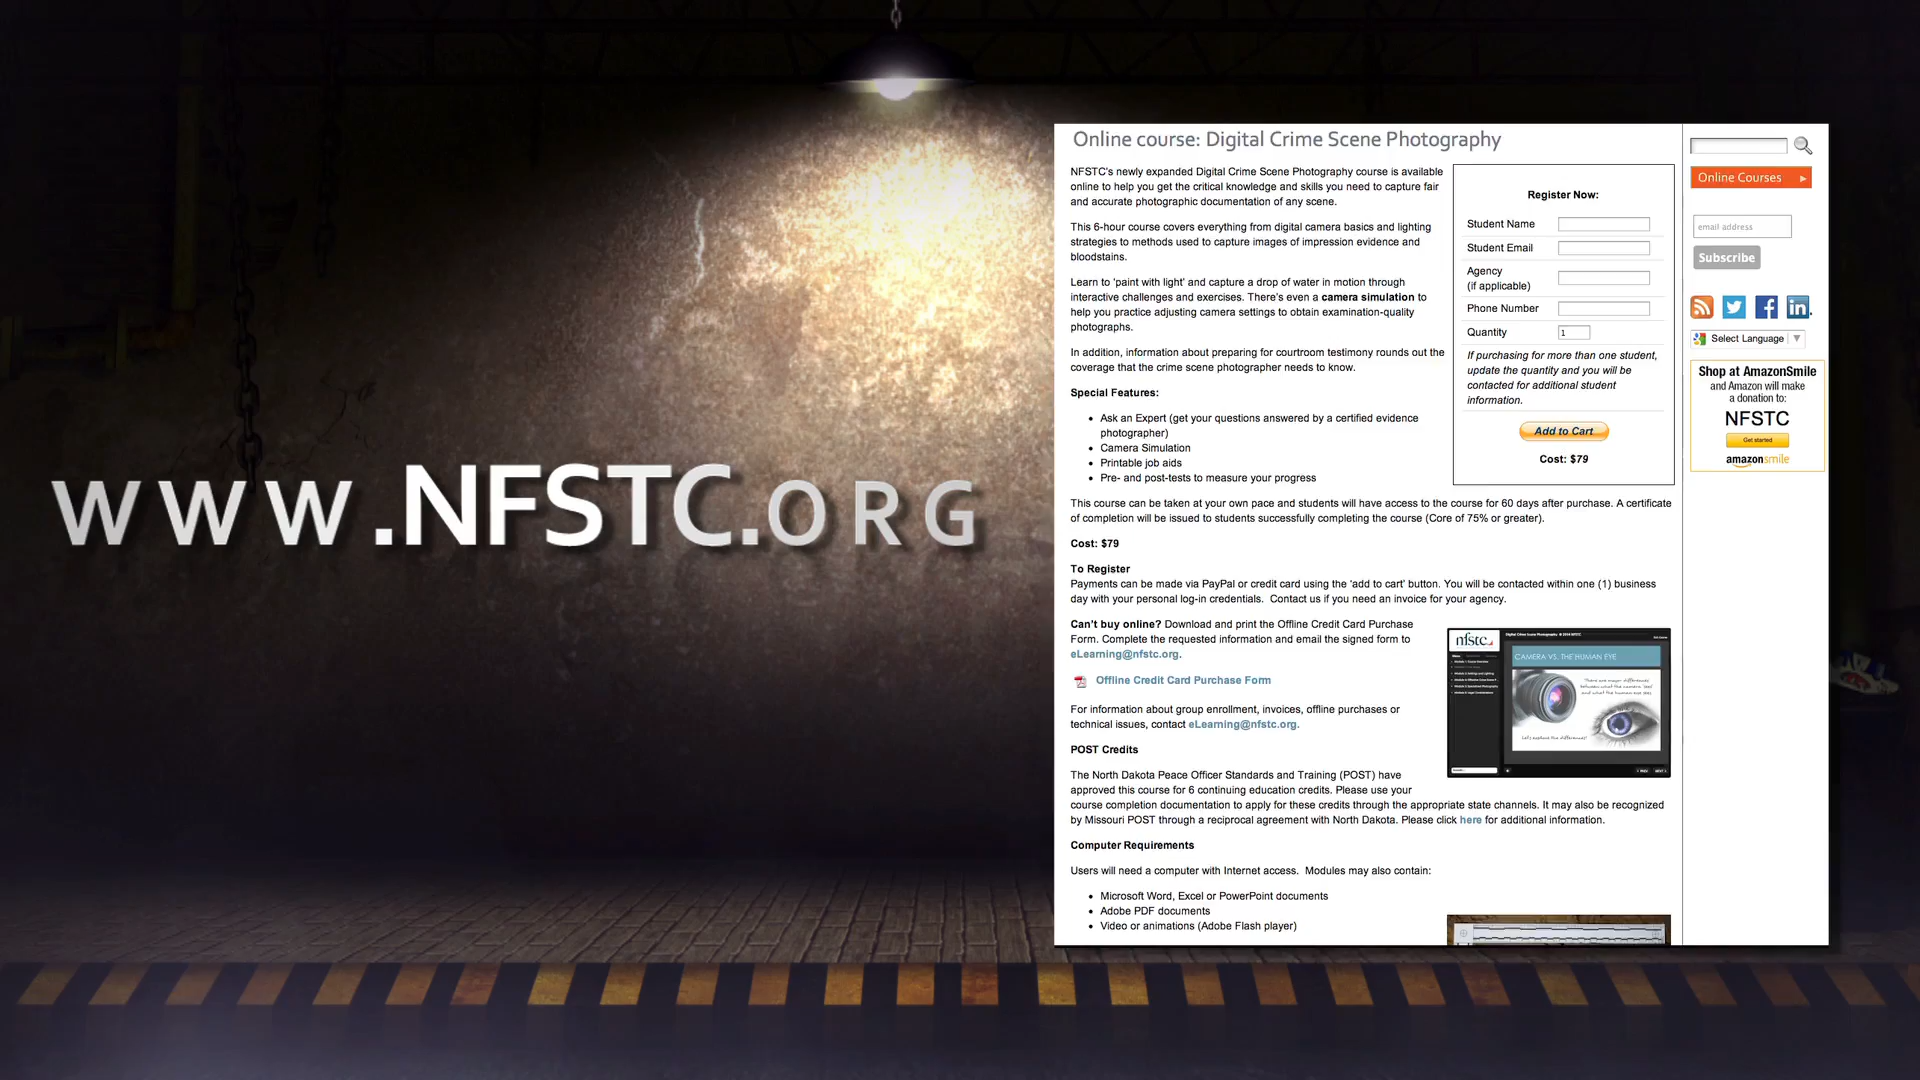 www.NFSTC.ORG
Online course: Digital Crime Scene Photography
NFSTC's newly expanded Digital Crime Scene Photography course is available
online to help you get the critical knowledge and skills you need to capture fair
and accurate photographic documentation of any scene.
This 6-hour course covers everything from digital camera basics and lighting
strategies to methods used to capture images of impression evidence and
bloodstains.
Learn to 'paint with light' and capture a drop of water in motion through
interactive challenges and exercises. There's even a camera simulation to
help you practice adjusting camera settings to obtain examination-quality
photographs.
In addition, information about preparing for courtroom testimony rounds out the
coverage that the crime scene photographer needs to know.
Special Features:
• Ask an Expert (get your questions answered by a certified evidence
photographer)
• Camera Simulation
• Printable job aids
• Pre- and post-tests to measure your progress
Register Now:
Student Name
Student Email
Agency
(if applicable)
Phone Number
Quantity 1
If purchasing for more than one student,
update the quantity and you will be
contacted for additional student
information.
Add to Cart
Cost: $79
This course can be taken at your own pace and students will have access to the course for 60 days after purchase. A certificate
of completion will be issued to students successfully completing the course (Core of 75% or greater).
Cost: $79
To Register
Payments can be made via PayPal or credit card using the 'add to cart' button. You will be contacted within one (1) business
day with your personal log-in credentials. Contact us if you need an invoice for your agency.
Can't buy online? Download and print the Offline Credit Card Purchase
Form. Complete the requested information and email the signed form to
eLearning@nfstc.org.
Offline Credit Card Purchase Form
For information about group enrollment, invoices, offline purchases or
technical issues, contact eLearning@nfstc.org.
POST Credits
The North Dakota Peace Officer Standards and Training (POST) have
approved this course for 6 continuing education credits. Please use your
course completion documentation to apply for these credits through the appropriate state channels. It may also be recognized
by Missouri POST through a reciprocal agreement with North Dakota. Please click here for additional information.
Computer Requirements
Users will need a computer with Internet access. Modules may also contain:
• Microsoft Word, Excel or PowerPoint documents
• Adobe PDF documents
• Video or animations (Adobe Flash player)
nfstc
CAMERA VS. THE HUMAN EYE
There are major differences
between what the camera 'sees'
and what the human eye sees.
Let's explore the differences!
Online Courses
email address
Subscribe
Select Language
Shop at AmazonSmile
and Amazon will make
a donation to:
NFSTC
Get started
amazonsmile